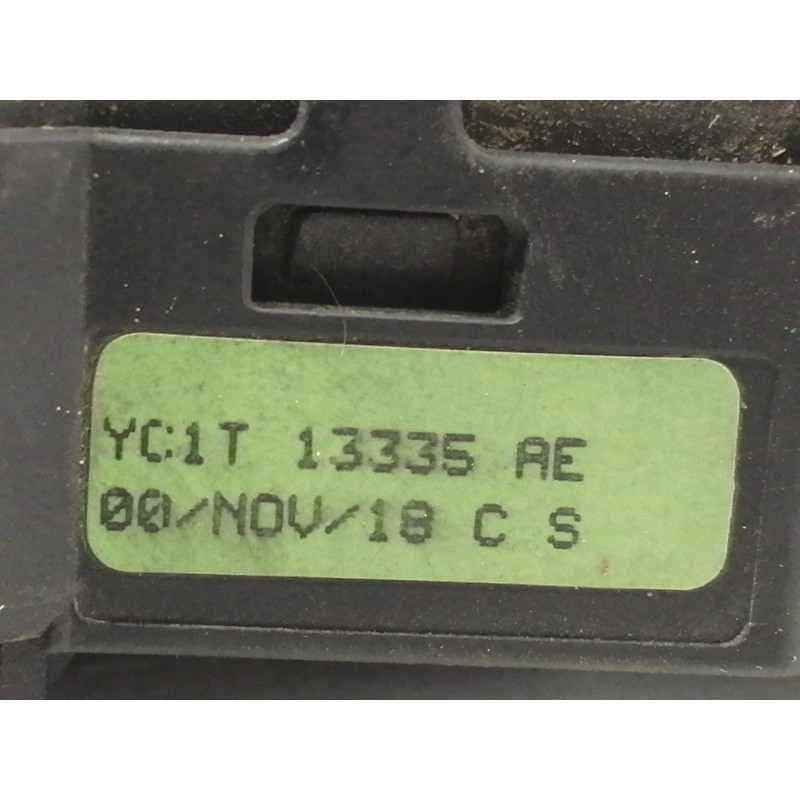 YC1T 13335 AE
00/NOV/18 C S